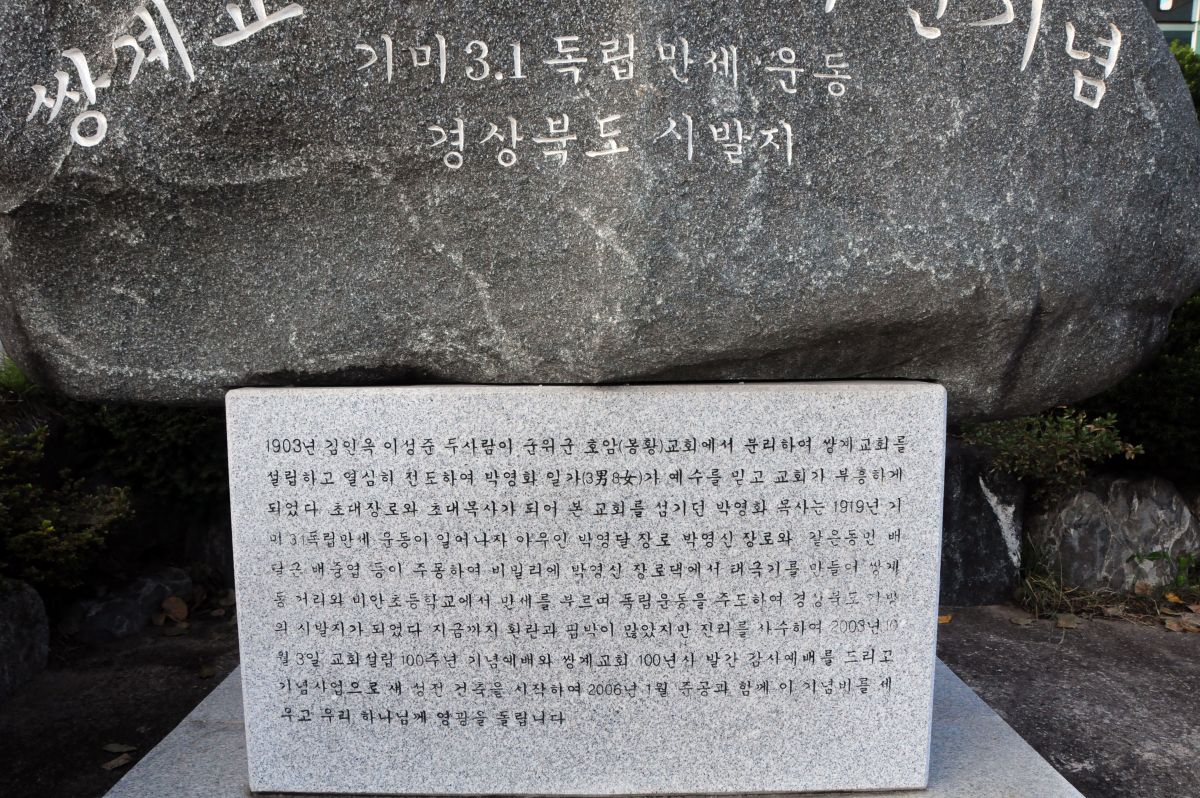 쌍계교 념
기미 3.1 독립 만세 운동
경상북도 시발지
1903년 김인옥 이성준 두사람이 군위군 호암(봉황)교회에서 분리하여 쌍계교회를
설립하고 열심히 전도하여 박영화 일가(3男8女)가 예수를 믿고 교회가 부흥하게
되었다 초대장로와 초대목사가 되어 본 교회를 섬기던 박영화 목사는 1919년 기
미 3.1독립만세 운동이 일어나자 아우인 박영달 장로 박영신 장로와 같은동민 배
달근 배중엽 등이 주동하여 비밀리에 박영신 장로댁에서 태극기를 만들어 쌍계
동 거리와 비안초등학교에서 만세를 부르며 독립운동을 주도하여 경상북도 지방
의 시발지가 되었다 지금까지 환란과 핍박이 많았지만 진리를 사수하여 2003년10
월 3일 교회설립 100주년 기념예배와 쌍계교회 100년사 발간 감사예배를 드리고
기념사업으로 새 성전 건축을 시작하여 2006년 1월 준공과 함께 이 기념비를 세
우고 우리 하나님께 영광을 돌립니다